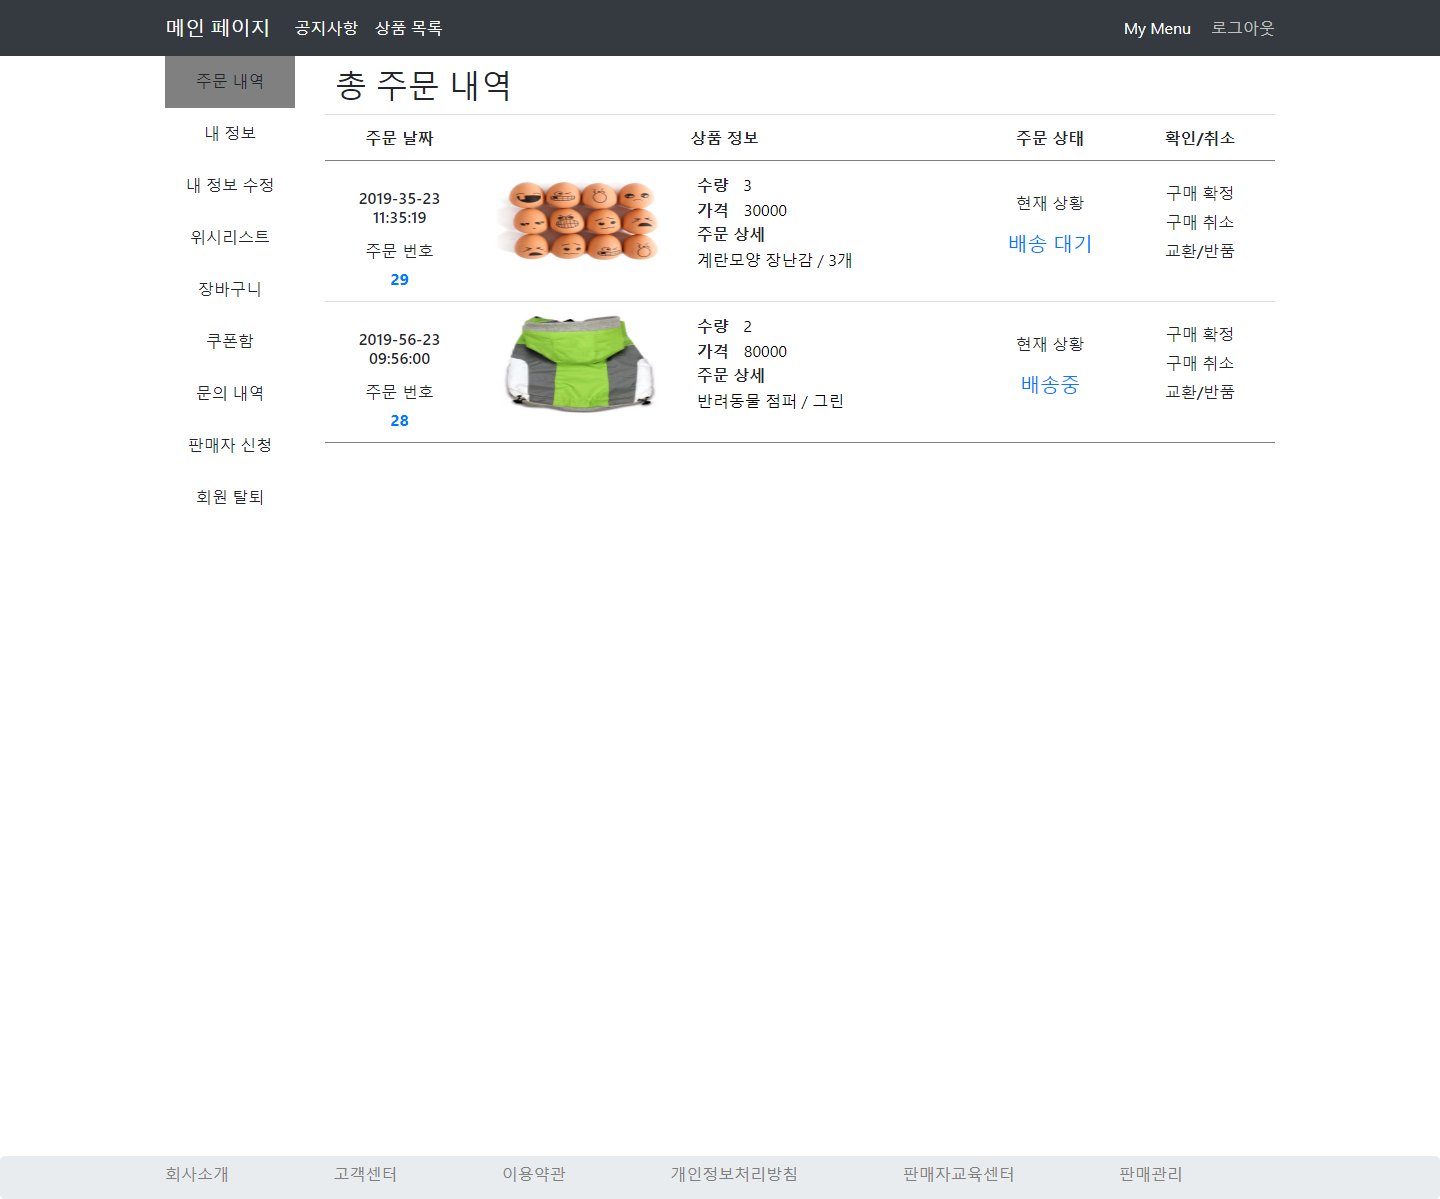 메인 페이지 공지사항 상품 목록 My Menu 로그아웃
주문 내역
내 정보
내 정보 수정
위시리스트
장바구니
쿠폰함
문의 내역
판매자 신청
회원 탈퇴
총 주문 내역
주문 날짜 상품 정보 주문 상태 확인/취소
2019-35-23
11:35:19
주문 번호
29
수량 3
가격 30000
주문 상세
계란모양 장난감 / 3개
현재 상황
배송 대기
구매 확정
구매 취소
교환/반품
2019-56-23
09:56:00
주문 번호
28
수량 2
가격 80000
주문 상세
반려동물 점퍼 / 그린
현재 상황
배송중
구매 확정
구매 취소
교환/반품
회사소개 고객센터 이용약관 개인정보처리방침 판매자교육센터 판매관리